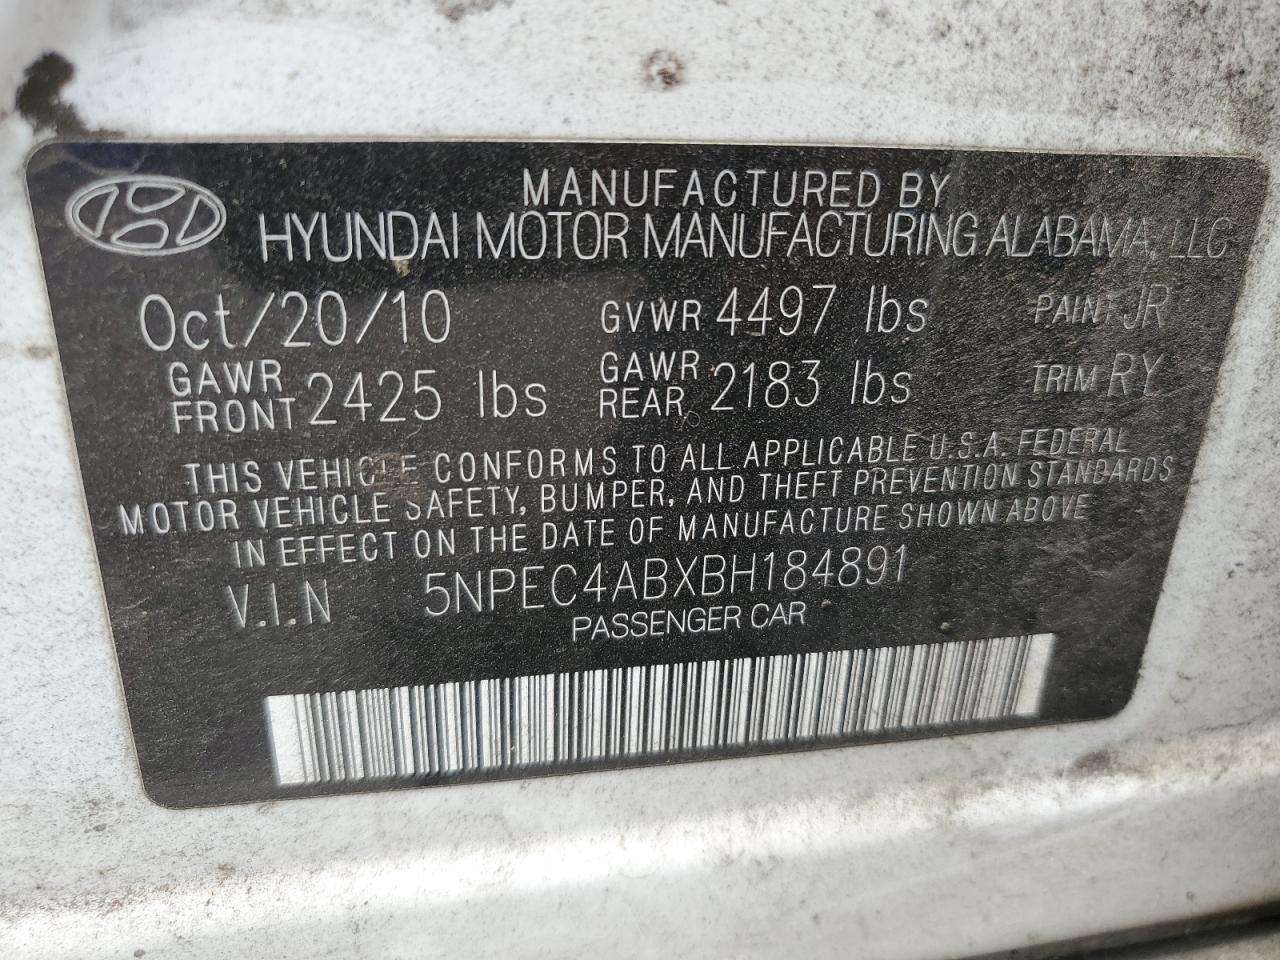 MANUFACTURED BY
HYUNDAI MOTOR MANUFACTURING ALABAMA, LLC
Oct/20/10 GVWR 4497 lbs PAINT JR
GAWR FRONT 2425 lbs GAWR REAR 2183 lbs TRIM RY
THIS VEHICLE CONFORMS TO ALL APPLICABLE U.S.A. FEDERAL
MOTOR VEHICLE SAFETY, BUMPER, AND THEFT PREVENTION STANDARDS
IN EFFECT ON THE DATE OF MANUFACTURE SHOWN ABOVE
V.I.N 5NPEC4ABXBH184891
PASSENGER CAR